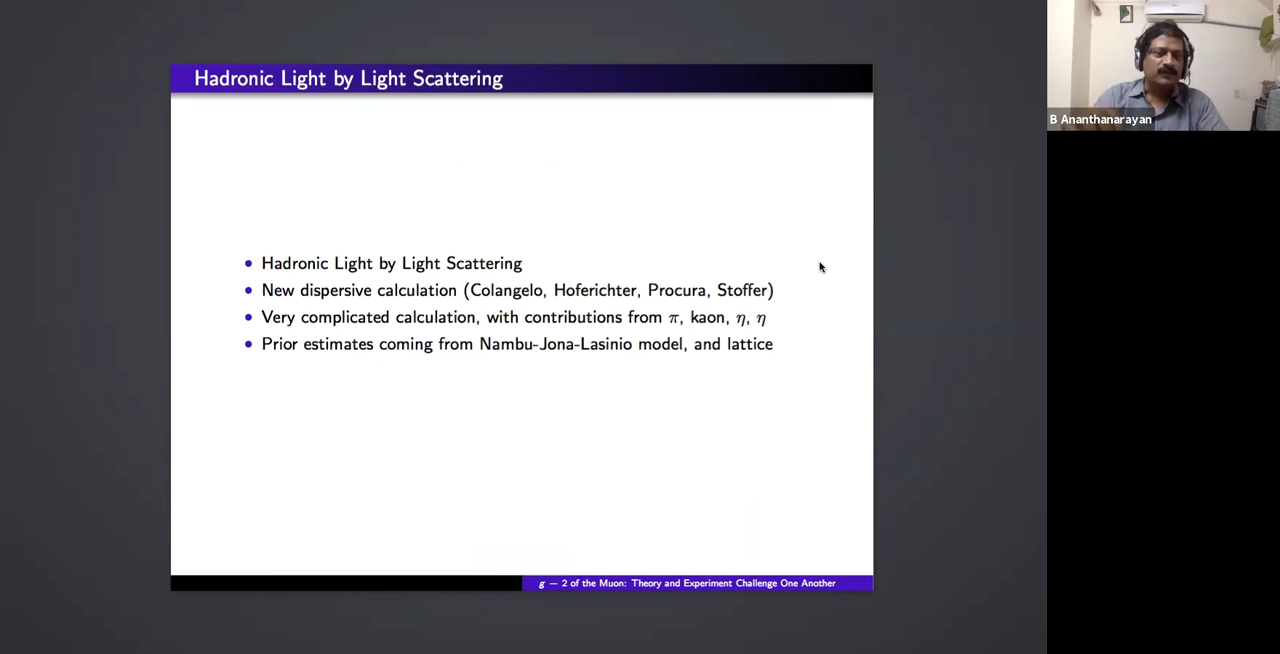 Hadronic Light by Light Scattering
• Hadronic Light by Light Scattering
• New dispersive calculation (Colangelo, Hoferichter, Procura, Stoffer)
• Very complicated calculation, with contributions from π, kaon, η, η
• Prior estimates coming from Nambu-Jona-Lasinio model, and lattice
g — 2 of the Muon: Theory and Experiment Challenge One Another
B Ananthanarayan